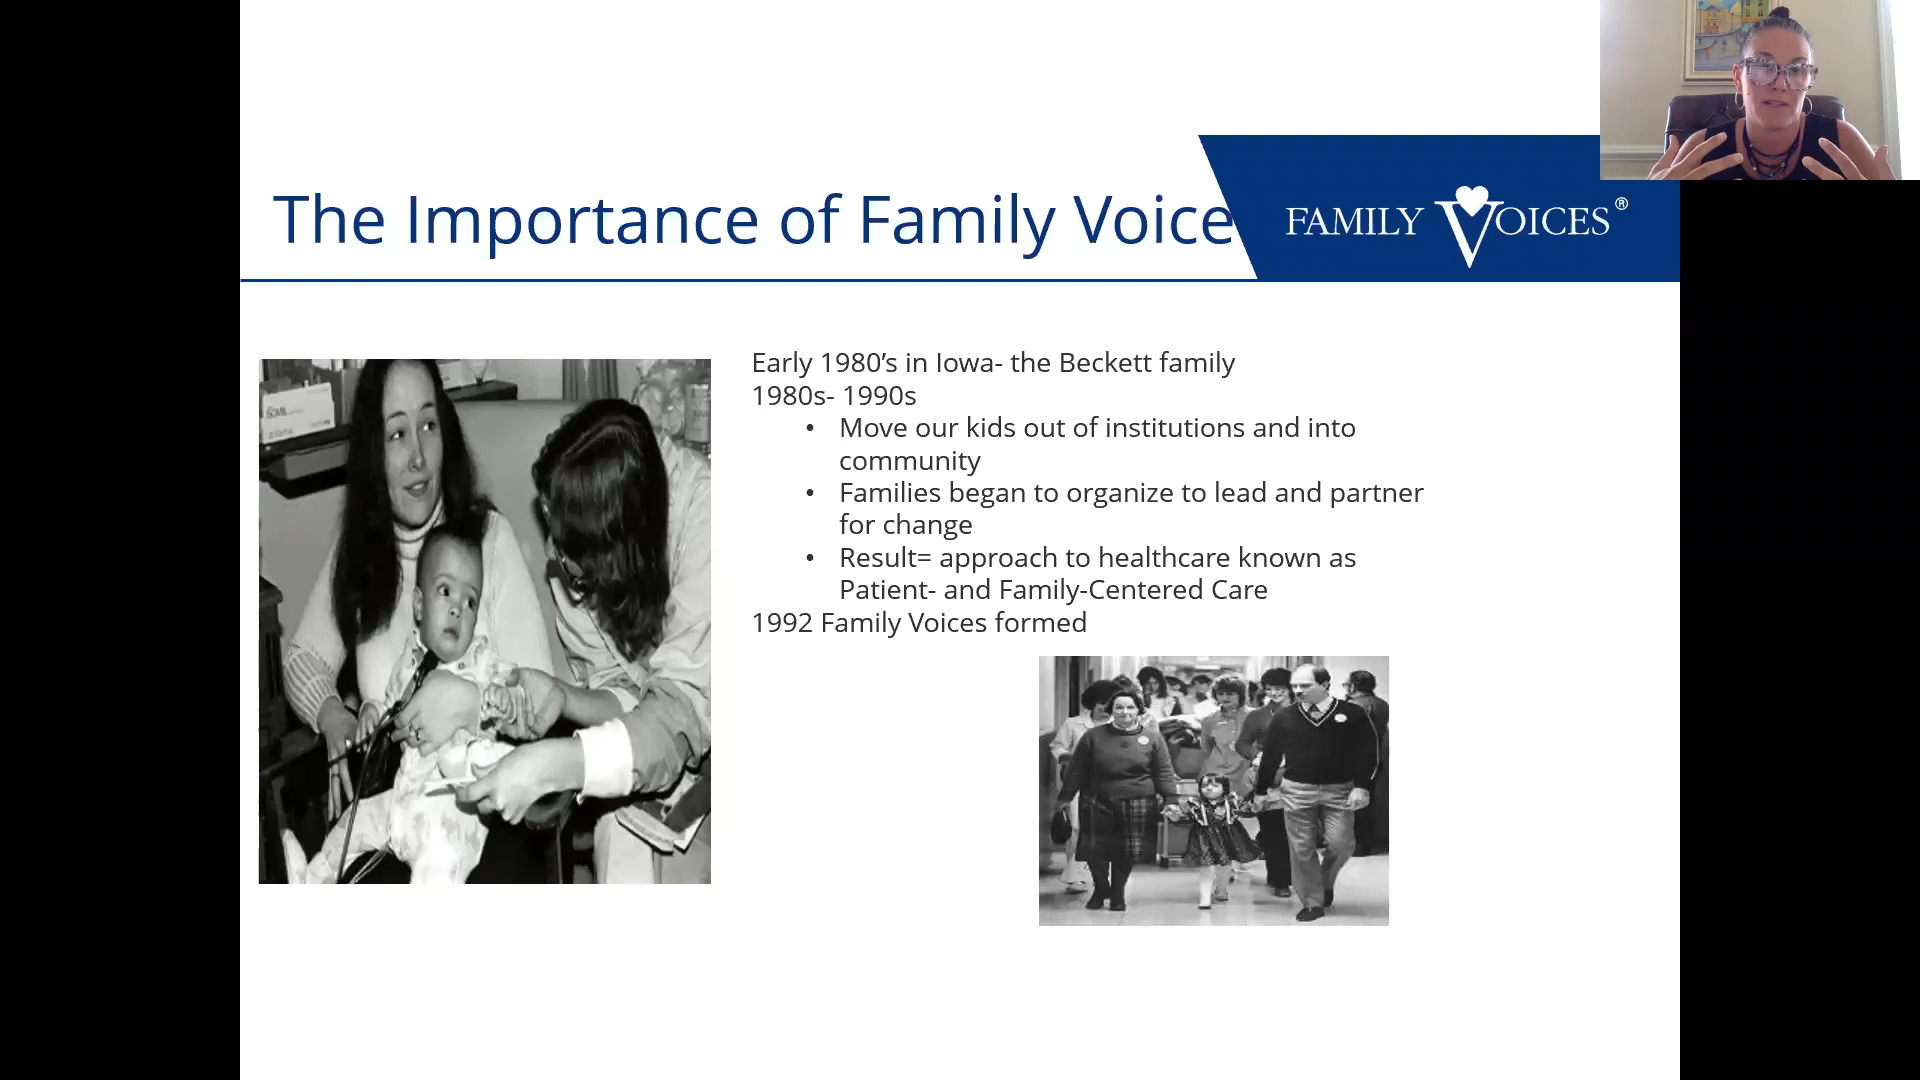 The Importance of Family Voice
FAMILY VOICES®
Early 1980’s in Iowa- the Beckett family
1980s- 1990s
• Move our kids out of institutions and into
community
• Families began to organize to lead and partner
for change
• Result= approach to healthcare known as
Patient- and Family-Centered Care
1992 Family Voices formed
60ML